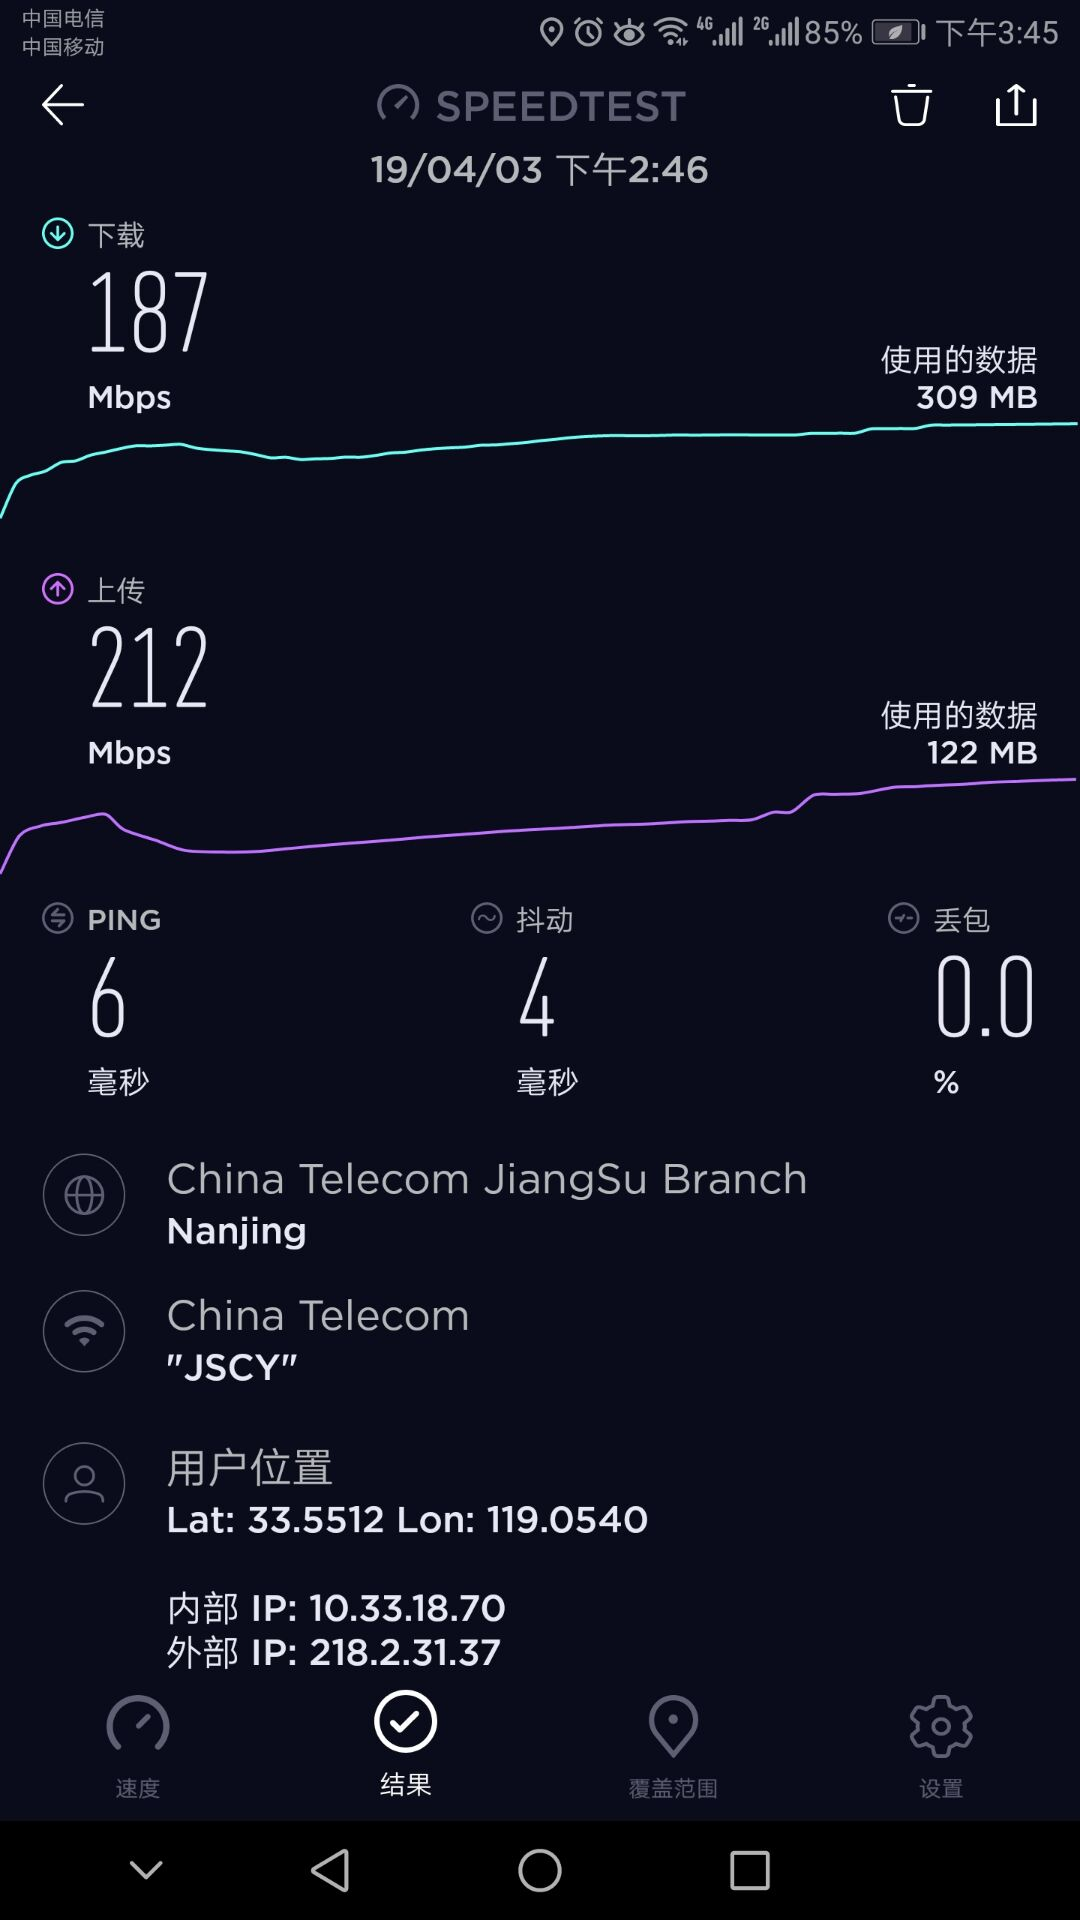 中国电信
中国移动
4G 2G 85% 下午3:45
SPEEDTEST
19/04/03 下午2:46
下载
187
Mbps
使用的数据
309 MB
上传
212
Mbps
使用的数据
122 MB
PING 抖动 丢包
6 4 0.0
毫秒 毫秒 %
China Telecom JiangSu Branch
Nanjing
China Telecom
"JSCY"
用户位置
Lat: 33.5512 Lon: 119.0540
内部 IP: 10.33.18.70
外部 IP: 218.2.31.37
速度 结果 覆盖范围 设置